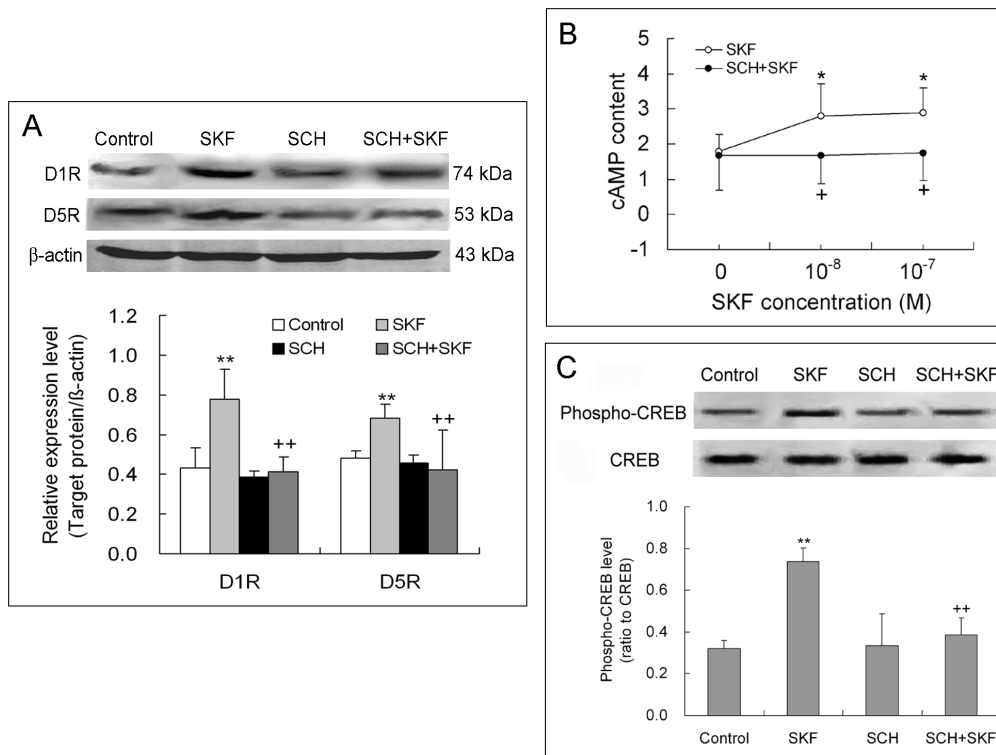 A
Control SKF SCH SCH+SKF
D1R 74 kDa
D5R 53 kDa
β-actin 43 kDa
Relative expression level
(Target protein/ß-actin)
1.2
1.0
0.8
0.6
0.4
0.2
0.0
Control SKF
SCH SCH+SKF
** ++ ** ++
D1R D5R
B
SKF
SCH+SKF
cAMP content
5
4
3
2
1
0
-1
* *
+ +
0 10⁻⁸ 10⁻⁷
SKF concentration (M)
C
Control SKF SCH SCH+SKF
Phospho-CREB
CREB
Phospho-CREB level
(ratio to CREB)
1.0
0.8
0.6
0.4
0.2
0.0
** ++
Control SKF SCH SCH+SKF